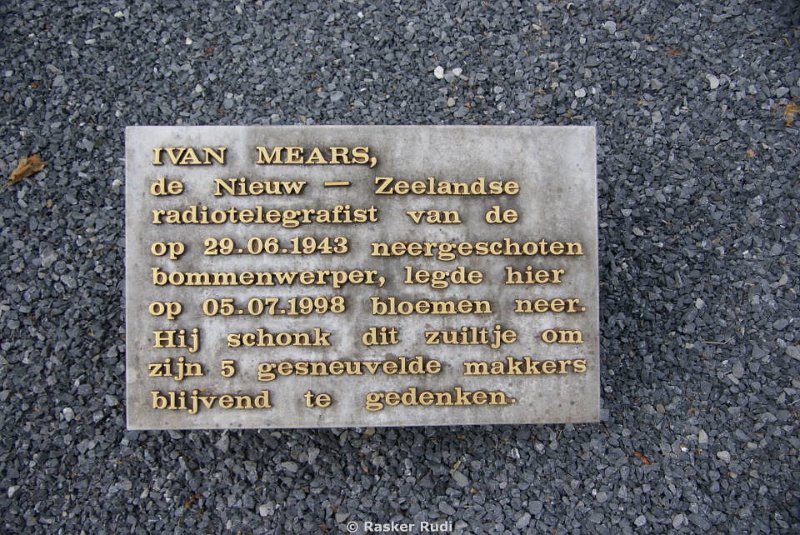 IVAN MEARS,
de Nieuw — Zeelandse
radiotelegrafist van de
op 29.06.1943 neergeschoten
bommenwerper, legde hier
op 05.07.1998 bloemen neer.
Hij schonk dit zuiltje om
zijn 5 gesneuvelde makkers
blijvend te gedenken.
© Rasker Rudi